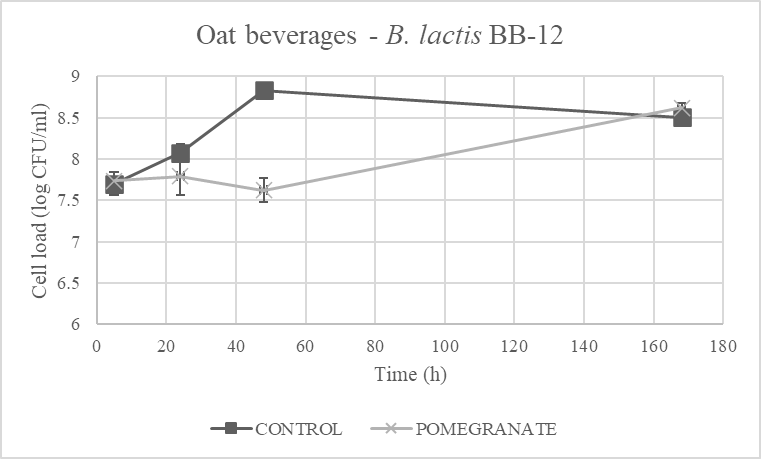 Oat beverages - B. lactis BB-12
Cell load (log CFU/ml)
9
8.5
8
7.5
7
6.5
6
0 20 40 60 80 100 120 140 160 180
Time (h)
CONTROL POMEGRANATE